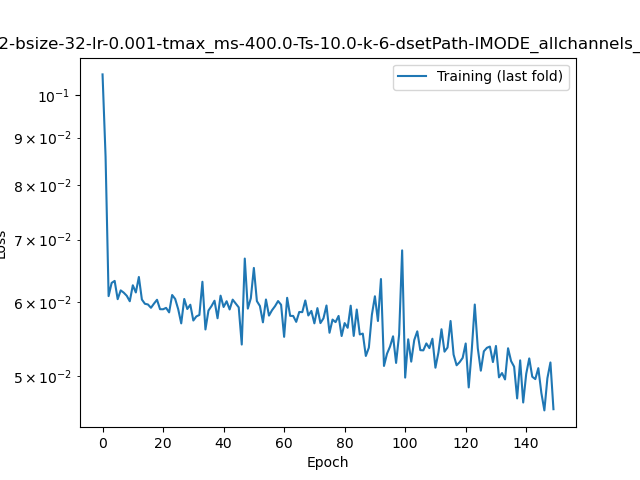 2-bsize-32-lr-0.001-tmax_ms-400.0-Ts-10.0-k-6-dsetPath-IMODE_allchannels_
Training (last fold)
10⁻¹
9 × 10⁻²
8 × 10⁻²
7 × 10⁻²
6 × 10⁻²
5 × 10⁻²
Loss
0 20 40 60 80 100 120 140
Epoch